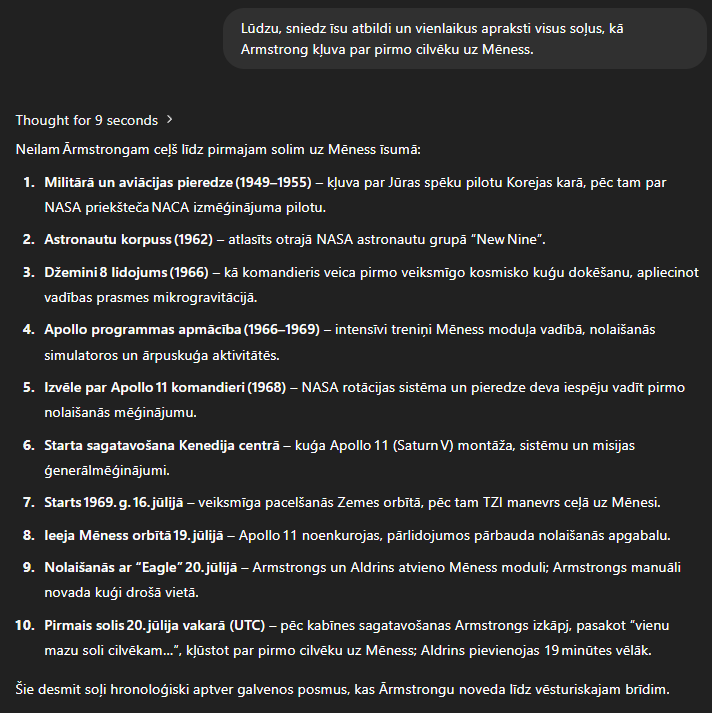 Lūdzu, sniedz īsu atbildi un vienlaikus apraksti visus soļus, kā
Armstrong kļuva par pirmo cilvēku uz Mēness.
Thought for 9 seconds >
Neilam Ārmstrongam ceļš līdz pirmajam solim uz Mēness īsumā:
1. Militārā un aviācijas pieredze (1949–1955) – kļuva par Jūras spēku pilotu Korejas karā, pēc tam par
NASA priekšteča NACA izmēģinājuma pilotu.
2. Astronautu korpuss (1962) – atlasīts otrajā NASA astronautu grupā “New Nine”.
3. Džemini 8 lidojums (1966) – kā komandieris veica pirmo veiksmīgo kosmisko kuģu dokēšanu, apliecinot
vadības prasmes mikrogravitācijā.
4. Apollo programmas apmācība (1966–1969) – intensīvi treniņi Mēness moduļa vadībā, nolaišanās
simulatoros un ārpuskuģa aktivitātēs.
5. Izvēle par Apollo 11 komandieri (1968) – NASA rotācijas sistēma un pieredze deva iespēju vadīt pirmo
nolaišanās mēģinājumu.
6. Starta sagatavošana Kenedija centrā – kuģa Apollo 11 (Saturn V) montāža, sistēmu un misijas
ģenerālmēģinājumi.
7. Starts 1969. g. 16. jūlijā – veiksmīga pacelšanās Zemes orbītā, pēc tam TZI manevrs ceļā uz Mēnesi.
8. Ieeja Mēness orbītā 19. jūlijā – Apollo 11 noenkurojas, pārlidojumos pārbauda nolaišanās apgabalu.
9. Nolaišanās ar “Eagle” 20. jūlijā – Armstrongs un Aldrins atvieno Mēness moduli; Armstrongs manuāli
novada kuģi drošā vietā.
10. Pirmais solis 20. jūlija vakarā (UTC) – pēc kabīnes sagatavošanas Armstrongs izkāpj, pasakot “vienu
mazu soli cilvēkam…“, kļūstot par pirmo cilvēku uz Mēness; Aldrins pievienojas 19 minūtes vēlāk.
Šie desmit soļi hronoloģiski aptver galvenos posmus, kas Ārmstrongu noveda līdz vēsturiskajam brīdim.